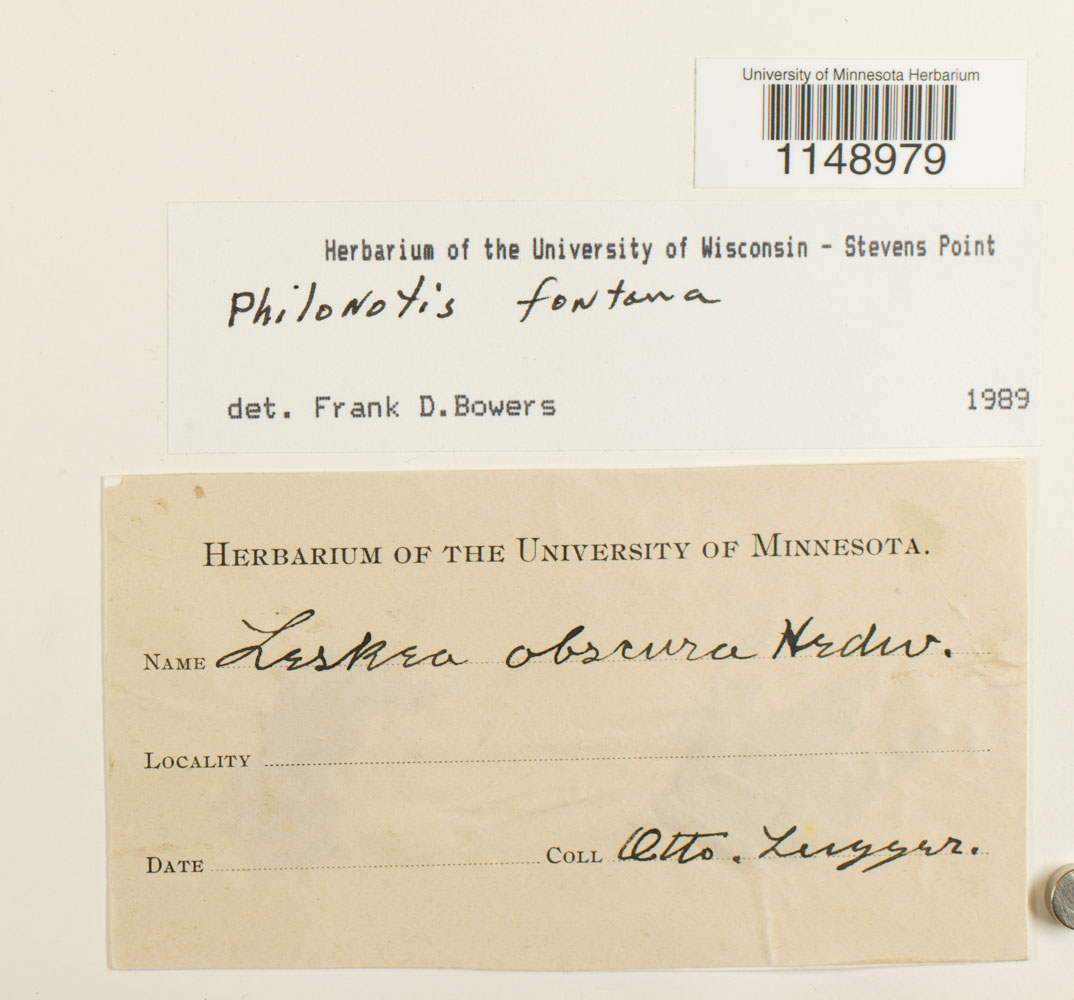 University of Minnesota Herbarium
1148979
Herbarium of the University of Wisconsin - Stevens Point
Philonotis fontana
det. Frank D.Bowers 1989
HERBARIUM OF THE UNIVERSITY OF MINNESOTA.
NAME Leskea obscura Hedw.
LOCALITY
DATE COLL Otto. Lugger.